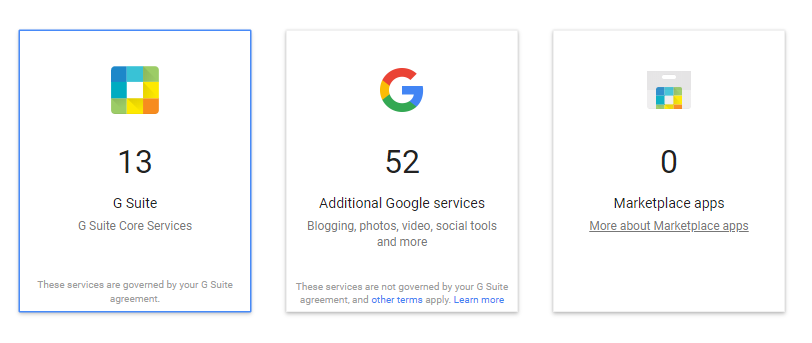 13
G Suite
G Suite Core Services
These services are governed by your G Suite
agreement.
52
Additional Google services
Blogging, photos, video, social tools
and more
These services are not governed by your G Suite
agreement, and other terms apply. Learn more
0
Marketplace apps
More about Marketplace apps